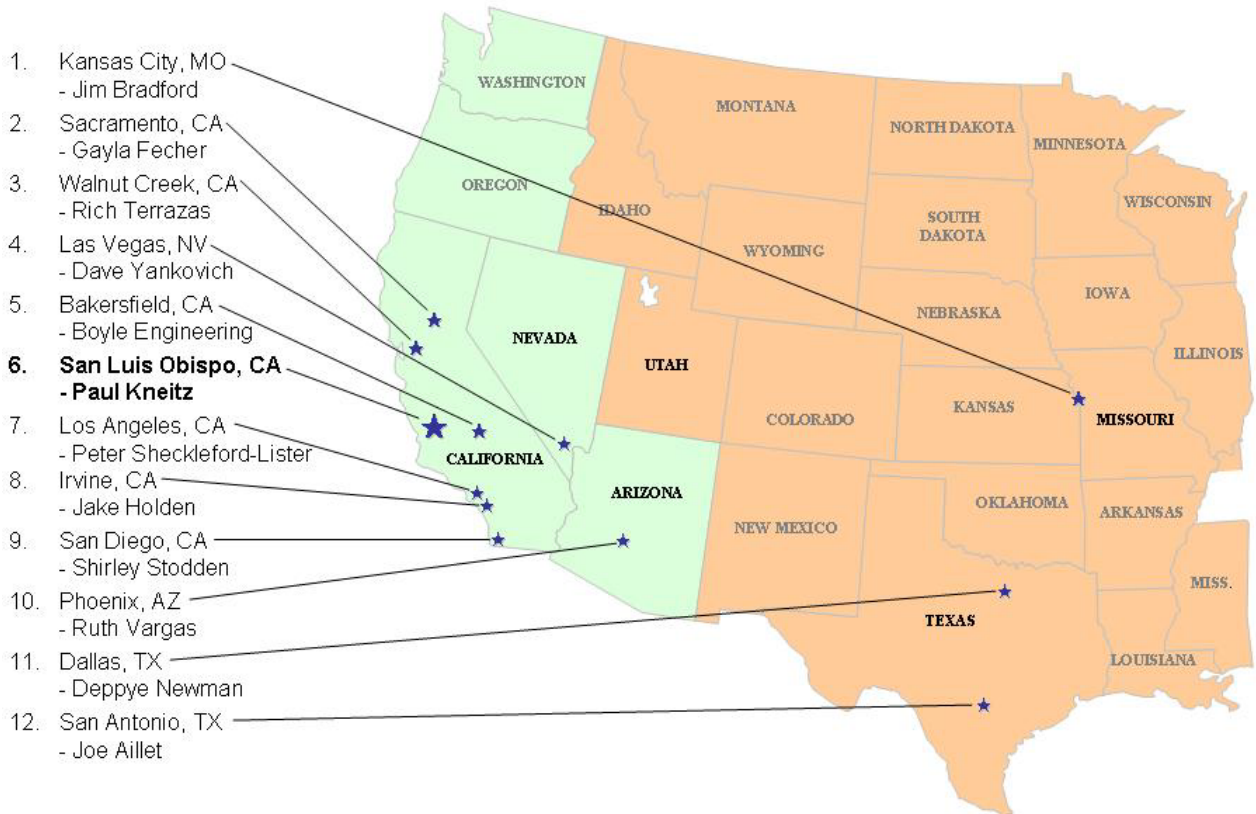 1. Kansas City, MO
- Jim Bradford
2. Sacramento, CA
- Gayla Fecher
3. Walnut Creek, CA
- Rich Terrazas
4. Las Vegas, NV
- Dave Yankovich
5. Bakersfield, CA
- Boyle Engineering
6. San Luis Obispo, CA
- Paul Kneitz
7. Los Angeles, CA
- Peter Sheckleford-Lister
8. Irvine, CA
- Jake Holden
9. San Diego, CA
- Shirley Stodden
10. Phoenix, AZ
- Ruth Vargas
11. Dallas, TX
- Deppye Newman
12. San Antonio, TX
- Joe Aillet
WASHINGTON
MONTANA
NORTH DAKOTA
MINNESOTA
OREGON
IDAHO
WISCONSIN
SOUTH
DAKOTA
WYOMING
IOWA
NEBRASKA
NEVADA
ILLINOIS
UTAH
KANSAS
COLORADO
MISSOURI
CALIFORNIA
ARIZONA
OKLAHOMA
ARKANSAS
NEW MEXICO
MISS.
TEXAS
LOUISIANA